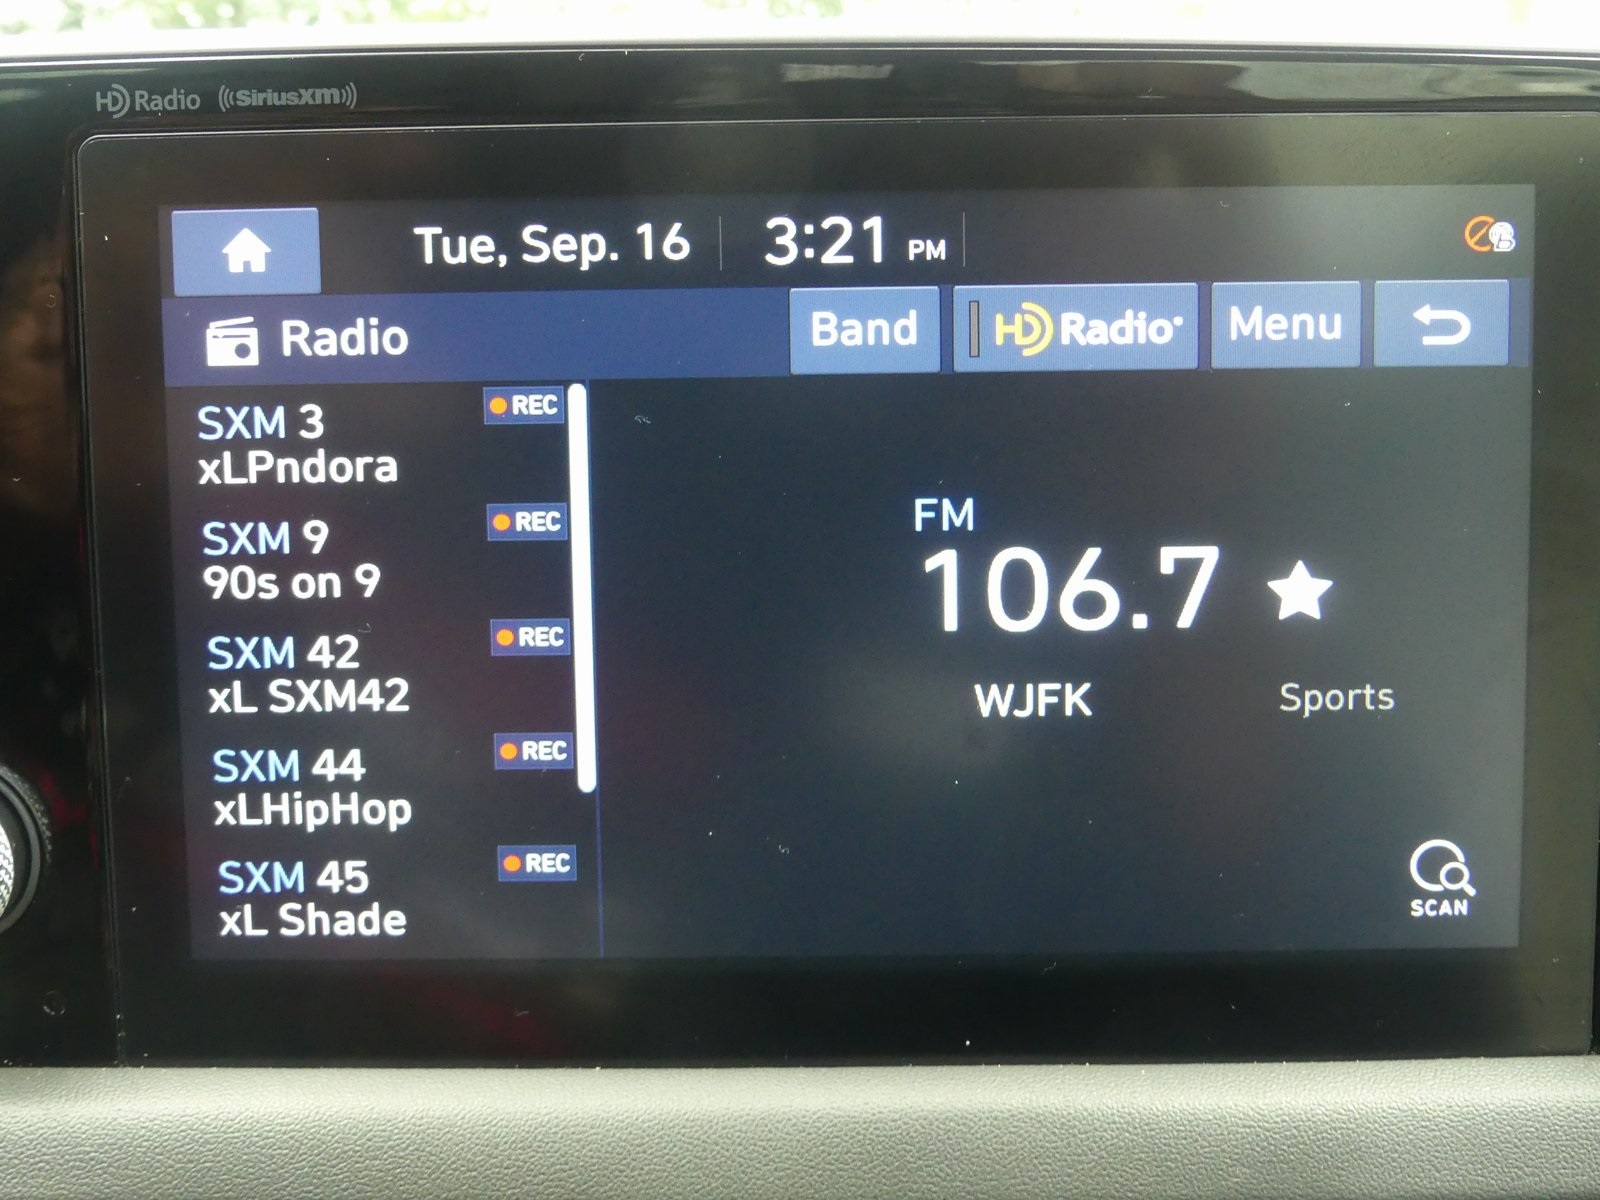 HD Radio ((SiriusXM))
Tue, Sep. 16 3:21 PM
Radio
Band
HD Radio
Menu
SXM 3 REC
xLPndora
SXM 9 REC
90s on 9
SXM 42 REC
xL SXM42
SXM 44 REC
xLHipHop
SXM 45 REC
xL Shade
FM
106.7
WJFK Sports
SCAN